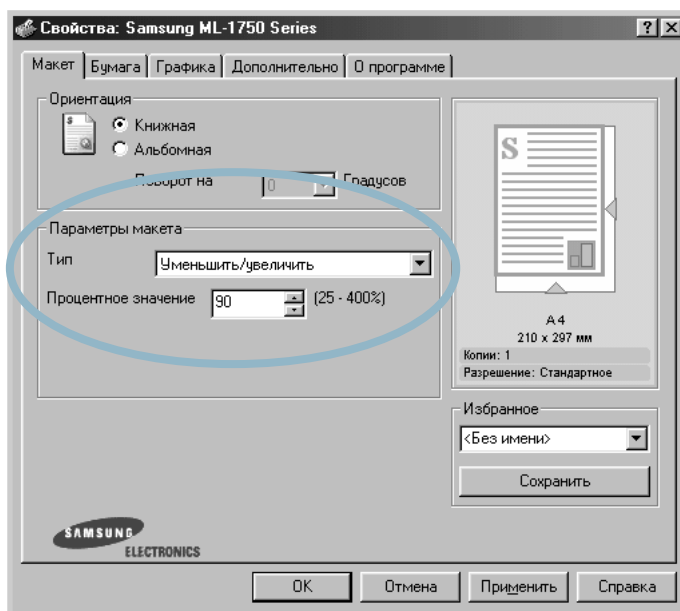 Свойства: Samsung ML-1750 Series
Макет Бумага Графика Дополнительно О программе
Ориентация
Книжная
Альбомная
Поворот на 0 Градусов
Параметры макета
Тип Уменьшить/увеличить
Процентное значение 90 (25 - 400%)
S
A4
210 x 297 мм
Копии: 1
Разрешение: Стандартное
Избранное
<Без имени>
Сохранить
SAMSUNG
ELECTRONICS
OK Отмена Применить Справка